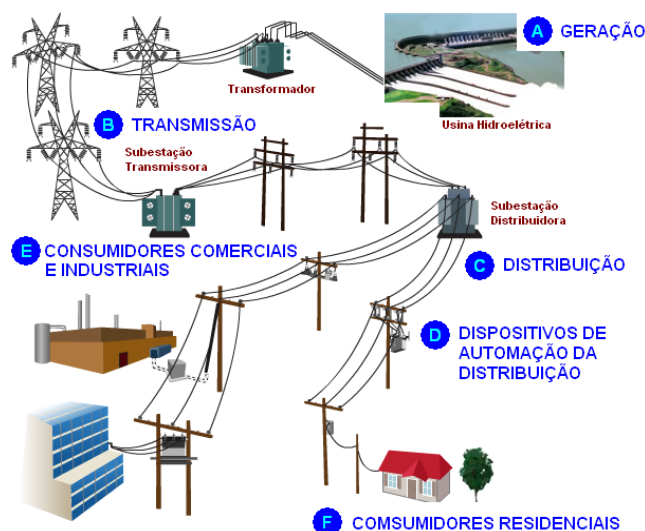 A GERAÇÃO
Transformador
Usina Hidroelétrica
B TRANSMISSÃO
Subestação
Transmissora
Subestação
Distribuidora
E CONSUMIDORES COMERCIAIS
E INDUSTRIAIS
C DISTRIBUIÇÃO
D DISPOSITIVOS DE
AUTOMAÇÃO DA
DISTRIBUIÇÃO
F COMSUMIDORES RESIDENCIAIS